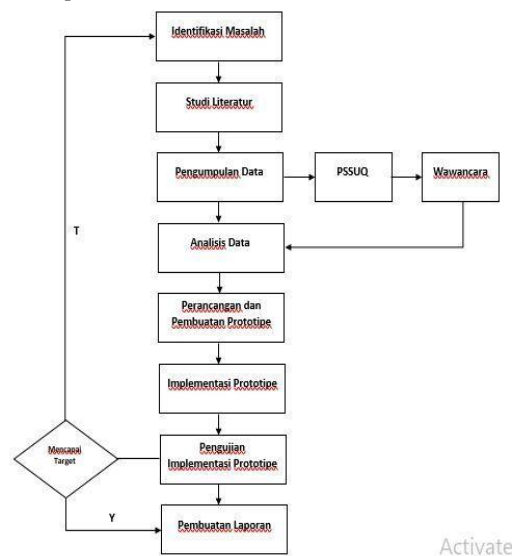 Identifikasi Masalah
Studi Literatur
Pengumpulan Data
PSSUQ
Wawancara
T
Analisis Data
Perancangan dan
Pembuatan Prototipe
Implementasi Prototipe
Mencapai
Target
Pengujian
Implementasi Prototipe
Y
Pembuatan Laporan
Activate